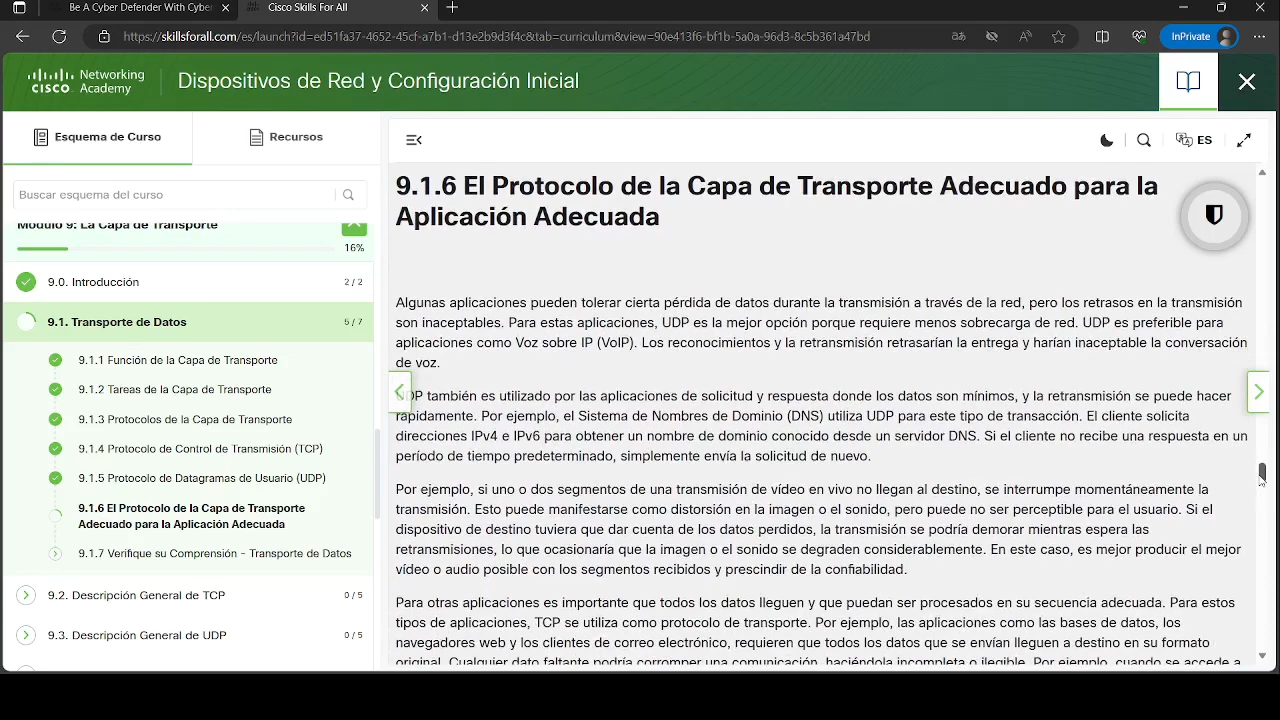 Be A Cyber Defender With Cyber
Cisco Skills For All
https://skillsforall.com/es/launch?id=ed51fa37-4652-45cf-a7b1-d13e2b9d3f4c&tab=curriculum&view=90e413f6-bf1b-5a0a-96d3-8c5b361a47bd
InPrivate
CISCO Networking Academy
Dispositivos de Red y Configuración Inicial
Esquema de Curso
Recursos
ES
Buscar esquema del curso
Módulo 9: La Capa de Transporte
16%
9.0. Introducción 2 / 2
9.1. Transporte de Datos 5 / 7
9.1.1 Función de la Capa de Transporte
9.1.2 Tareas de la Capa de Transporte
9.1.3 Protocolos de la Capa de Transporte
9.1.4 Protocolo de Control de Transmisión (TCP)
9.1.5 Protocolo de Datagramas de Usuario (UDP)
9.1.6 El Protocolo de la Capa de Transporte
Adecuado para la Aplicación Adecuada
9.1.7 Verifique su Comprensión - Transporte de Datos
9.2. Descripción General de TCP 0 / 5
9.3. Descripción General de UDP 0 / 5
9.1.6 El Protocolo de la Capa de Transporte Adecuado para la
Aplicación Adecuada
Algunas aplicaciones pueden tolerar cierta pérdida de datos durante la transmisión a través de la red, pero los retrasos en la transmisión
son inaceptables. Para estas aplicaciones, UDP es la mejor opción porque requiere menos sobrecarga de red. UDP es preferible para
aplicaciones como Voz sobre IP (VoIP). Los reconocimientos y la retransmisión retrasarían la entrega y harían inaceptable la conversación
de voz.
UDP también es utilizado por las aplicaciones de solicitud y respuesta donde los datos son mínimos, y la retransmisión se puede hacer
rápidamente. Por ejemplo, el Sistema de Nombres de Dominio (DNS) utiliza UDP para este tipo de transacción. El cliente solicita
direcciones IPv4 e IPv6 para obtener un nombre de dominio conocido desde un servidor DNS. Si el cliente no recibe una respuesta en un
período de tiempo predeterminado, simplemente envía la solicitud de nuevo.
Por ejemplo, si uno o dos segmentos de una transmisión de vídeo en vivo no llegan al destino, se interrumpe momentáneamente la
transmisión. Esto puede manifestarse como distorsión en la imagen o el sonido, pero puede no ser perceptible para el usuario. Si el
dispositivo de destino tuviera que dar cuenta de los datos perdidos, la transmisión se podría demorar mientras espera las
retransmisiones, lo que ocasionaría que la imagen o el sonido se degraden considerablemente. En este caso, es mejor producir el mejor
vídeo o audio posible con los segmentos recibidos y prescindir de la confiabilidad.
Para otras aplicaciones es importante que todos los datos lleguen y que puedan ser procesados en su secuencia adecuada. Para estos
tipos de aplicaciones, TCP se utiliza como protocolo de transporte. Por ejemplo, las aplicaciones como las bases de datos, los
navegadores web y los clientes de correo electrónico, requieren que todos los datos que se envían lleguen a destino en su formato
original. Cualquier dato faltante podría corromper una comunicación, haciéndola incompleta o ilegible. Por ejemplo, cuando se accede a